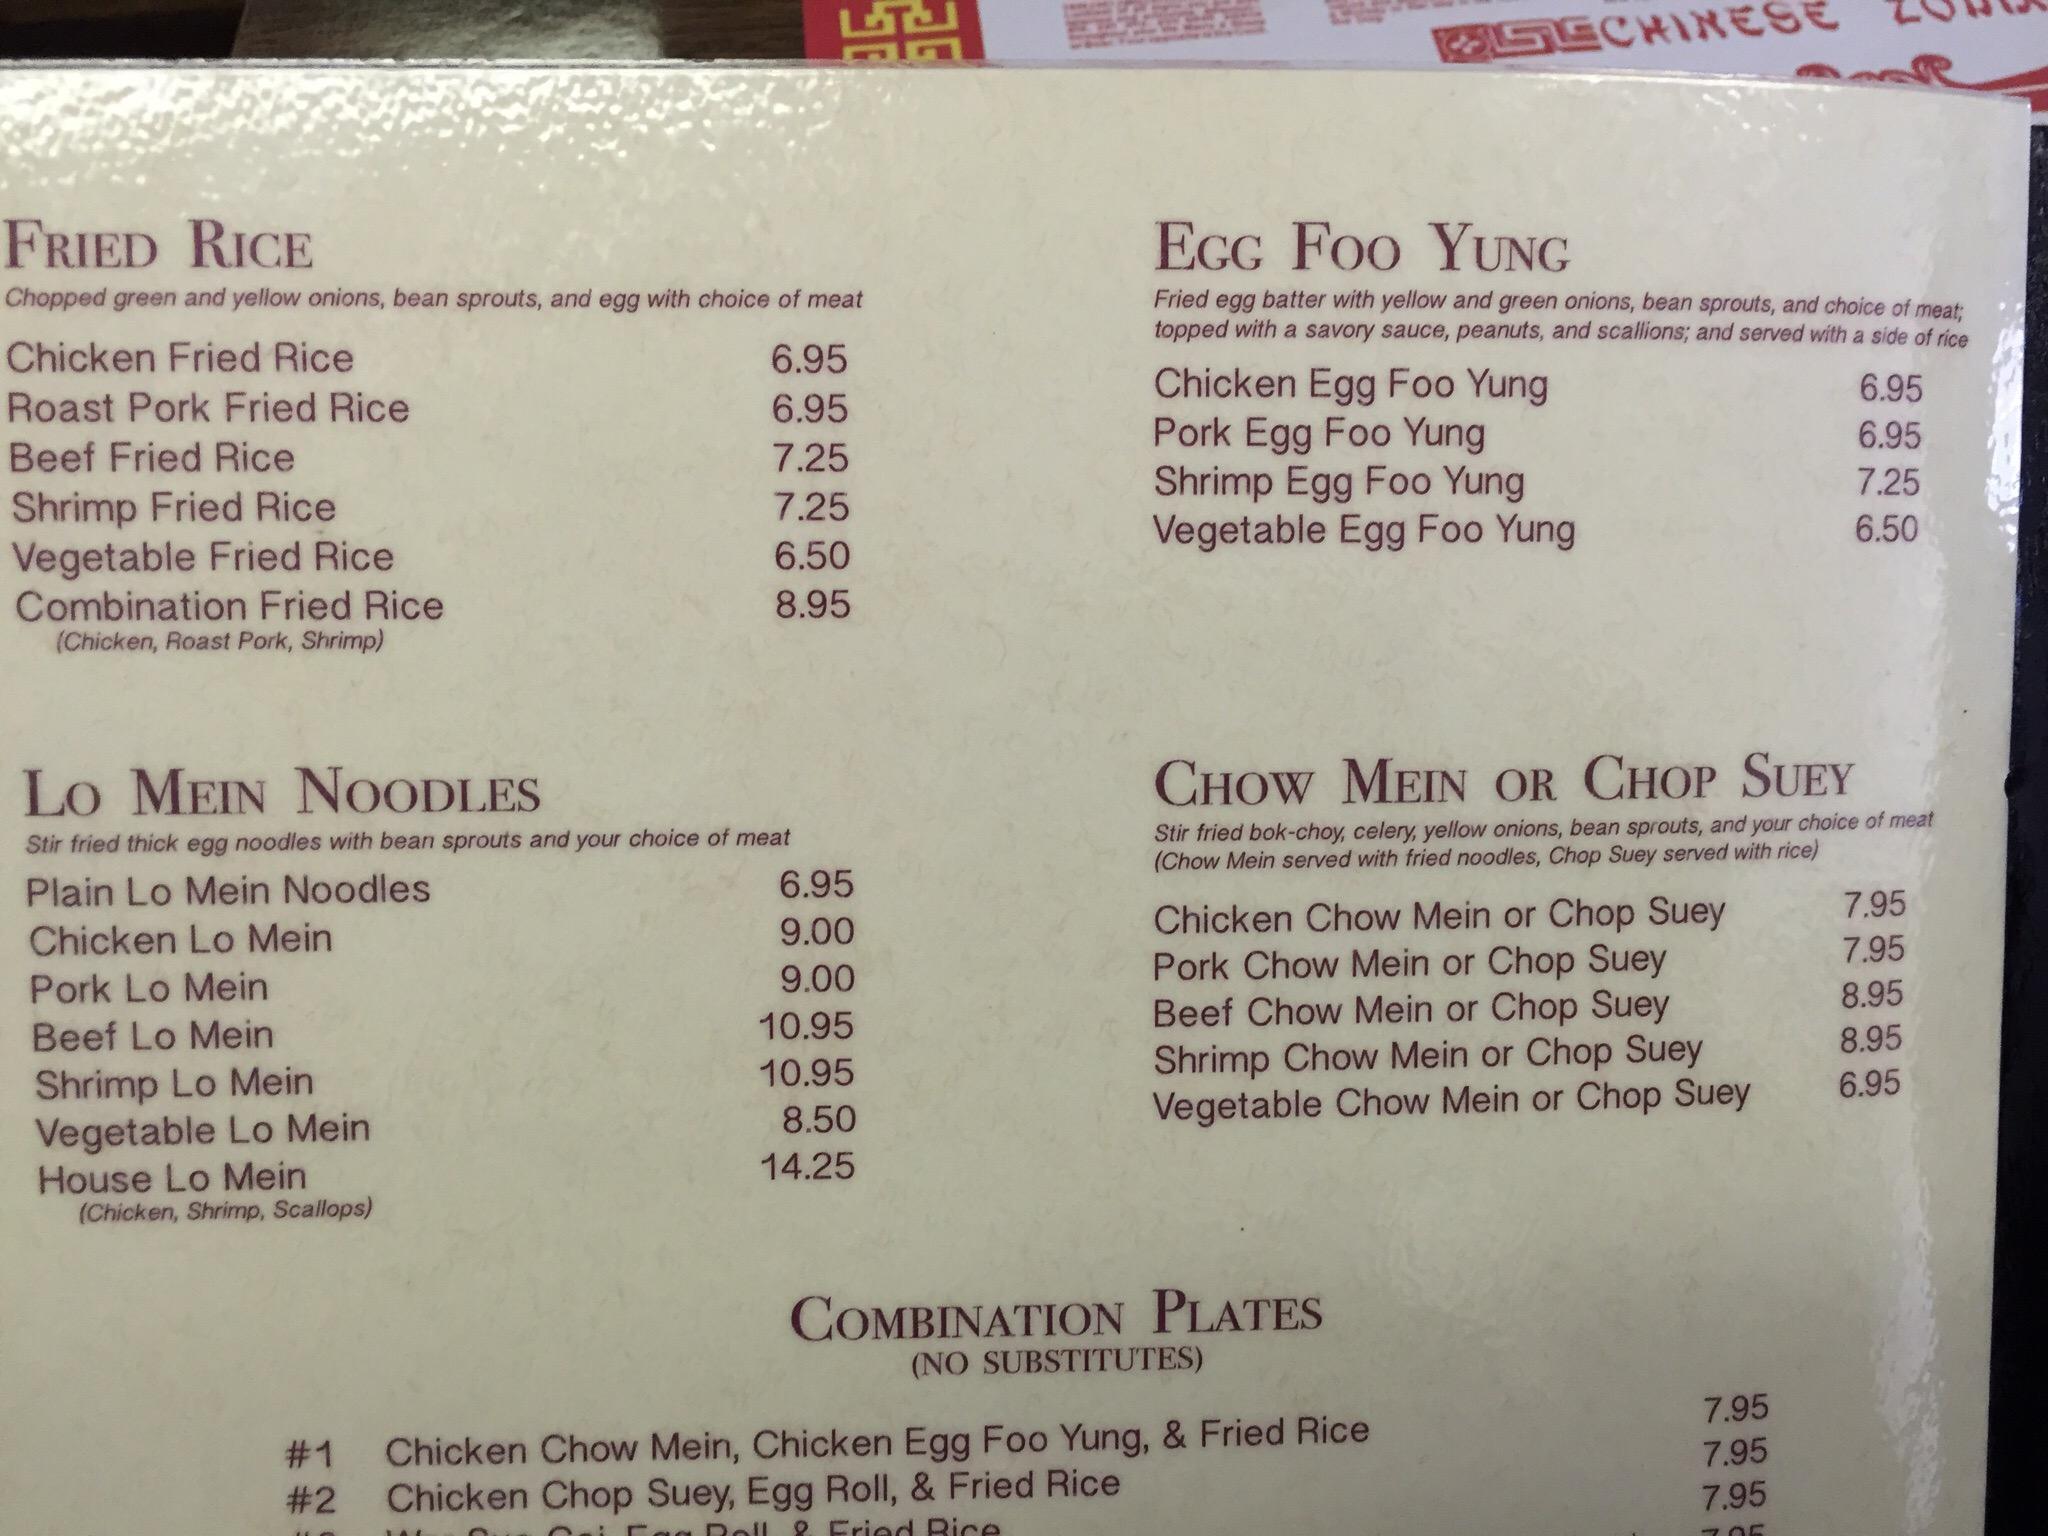 CHINESE
FRIED RICE
Chopped green and yellow onions, bean sprouts, and egg with choice of meat
Chicken Fried Rice 6.95
Roast Pork Fried Rice 6.95
Beef Fried Rice 7.25
Shrimp Fried Rice 7.25
Vegetable Fried Rice 6.50
Combination Fried Rice 8.95
(Chicken, Roast Pork, Shrimp)
EGG FOO YUNG
Fried egg batter with yellow and green onions, bean sprouts, and choice of meat;
topped with a savory sauce, peanuts, and scallions; and served with a side of rice
Chicken Egg Foo Yung 6.95
Pork Egg Foo Yung 6.95
Shrimp Egg Foo Yung 7.25
Vegetable Egg Foo Yung 6.50
LO MEIN NOODLES
Stir fried thick egg noodles with bean sprouts and your choice of meat
Plain Lo Mein Noodles 6.95
Chicken Lo Mein 9.00
Pork Lo Mein 9.00
Beef Lo Mein 10.95
Shrimp Lo Mein 10.95
Vegetable Lo Mein 8.50
House Lo Mein 14.25
(Chicken, Shrimp, Scallops)
CHOW MEIN OR CHOP SUEY
Stir fried bok-choy, celery, yellow onions, bean sprouts, and your choice of meat
(Chow Mein served with fried noodles, Chop Suey served with rice)
Chicken Chow Mein or Chop Suey 7.95
Pork Chow Mein or Chop Suey 7.95
Beef Chow Mein or Chop Suey 8.95
Shrimp Chow Mein or Chop Suey 8.95
Vegetable Chow Mein or Chop Suey 6.95
COMBINATION PLATES
(NO SUBSTITUTES)
#1 Chicken Chow Mein, Chicken Egg Foo Yung, & Fried Rice 7.95
#2 Chicken Chop Suey, Egg Roll, & Fried Rice 7.95
Egg Roll, & Fried Rice 7.95
7.95